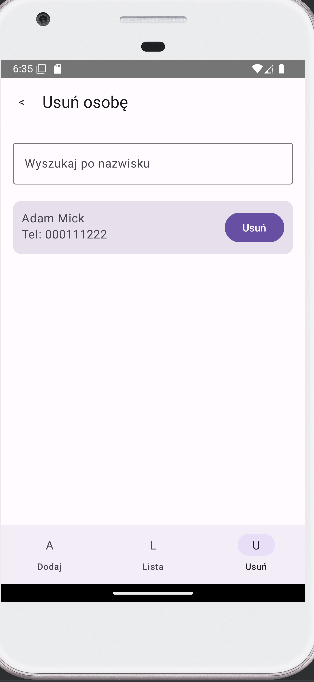 6:35
< Usuń osobę
Wyszukaj po nazwisku
Adam Mick
Tel: 000111222
Usuń
A L U
Dodaj Lista Usuń